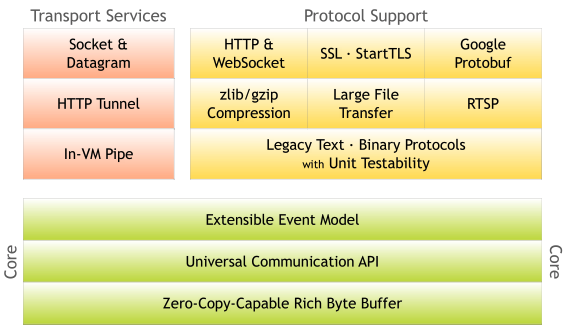 Transport Services
Protocol Support
Socket &
Datagram
HTTP &
WebSocket
SSL · StartTLS
Google
Protobuf
HTTP Tunnel
zlib/gzip
Compression
Large File
Transfer
RTSP
In-VM Pipe
Legacy Text · Binary Protocols
with Unit Testability
Core
Extensible Event Model
Universal Communication API
Zero-Copy-Capable Rich Byte Buffer
Core